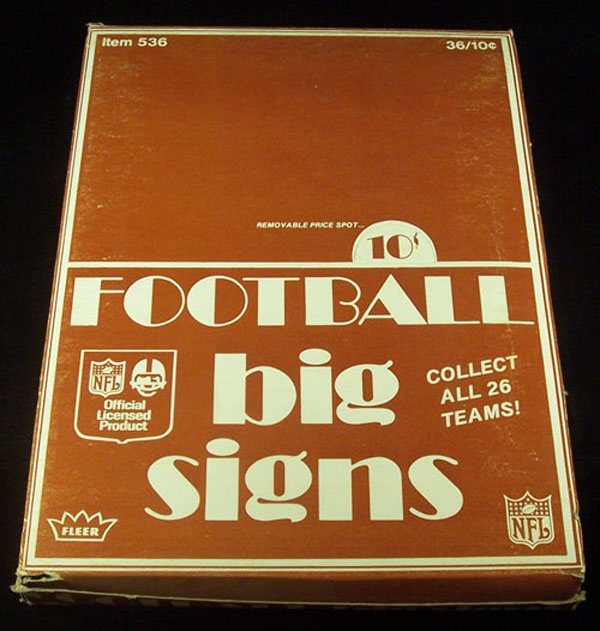 Item 536
36/10¢
REMOVABLE PRICE SPOT...
10¢
FOOTBALL
NFL
Official
Licensed
Product
big
signs
COLLECT
ALL 26
TEAMS!
FLEER
NFL